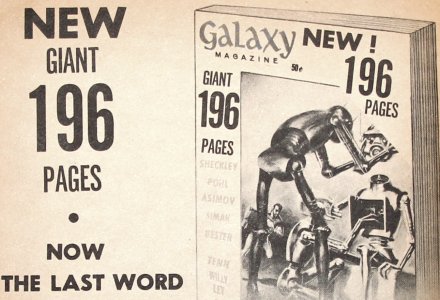 NEW
GIANT
196
PAGES
•
NOW
THE LAST WORD
Galaxy NEW!
MAGAZINE
50¢
GIANT
196
PAGES
196
PAGES
SHECKLEY
POHL
ASIMOV
SIMAK
BESTER
TENN
WILLY
LEY